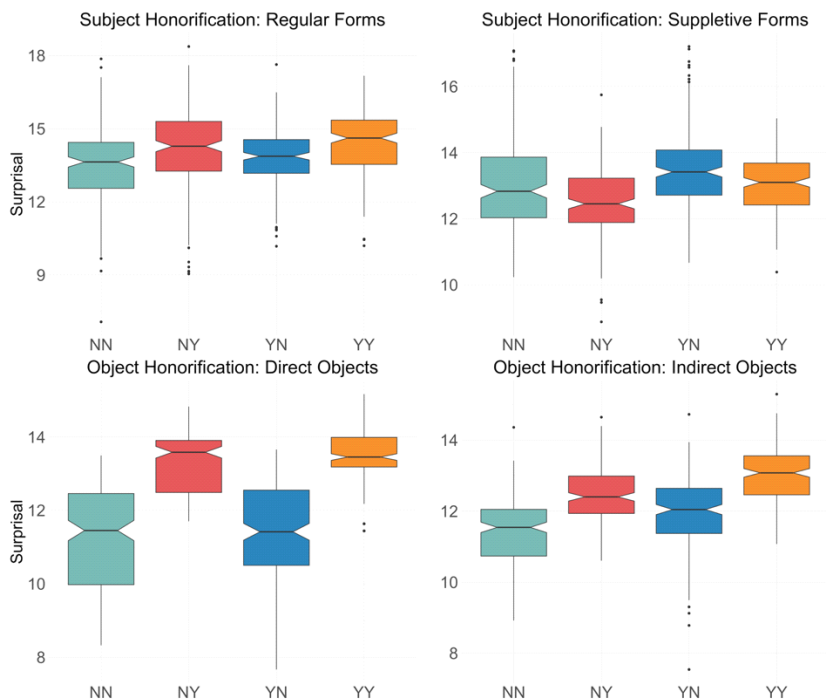 Subject Honorification: Regular Forms
Subject Honorification: Suppletive Forms
Surprisal
18
15
12
9
16
14
12
10
NN NY YN YY
NN NY YN YY
Object Honorification: Direct Objects
Object Honorification: Indirect Objects
Surprisal
14
12
10
8
14
12
10
8
NN NY YN YY
NN NY YN YY